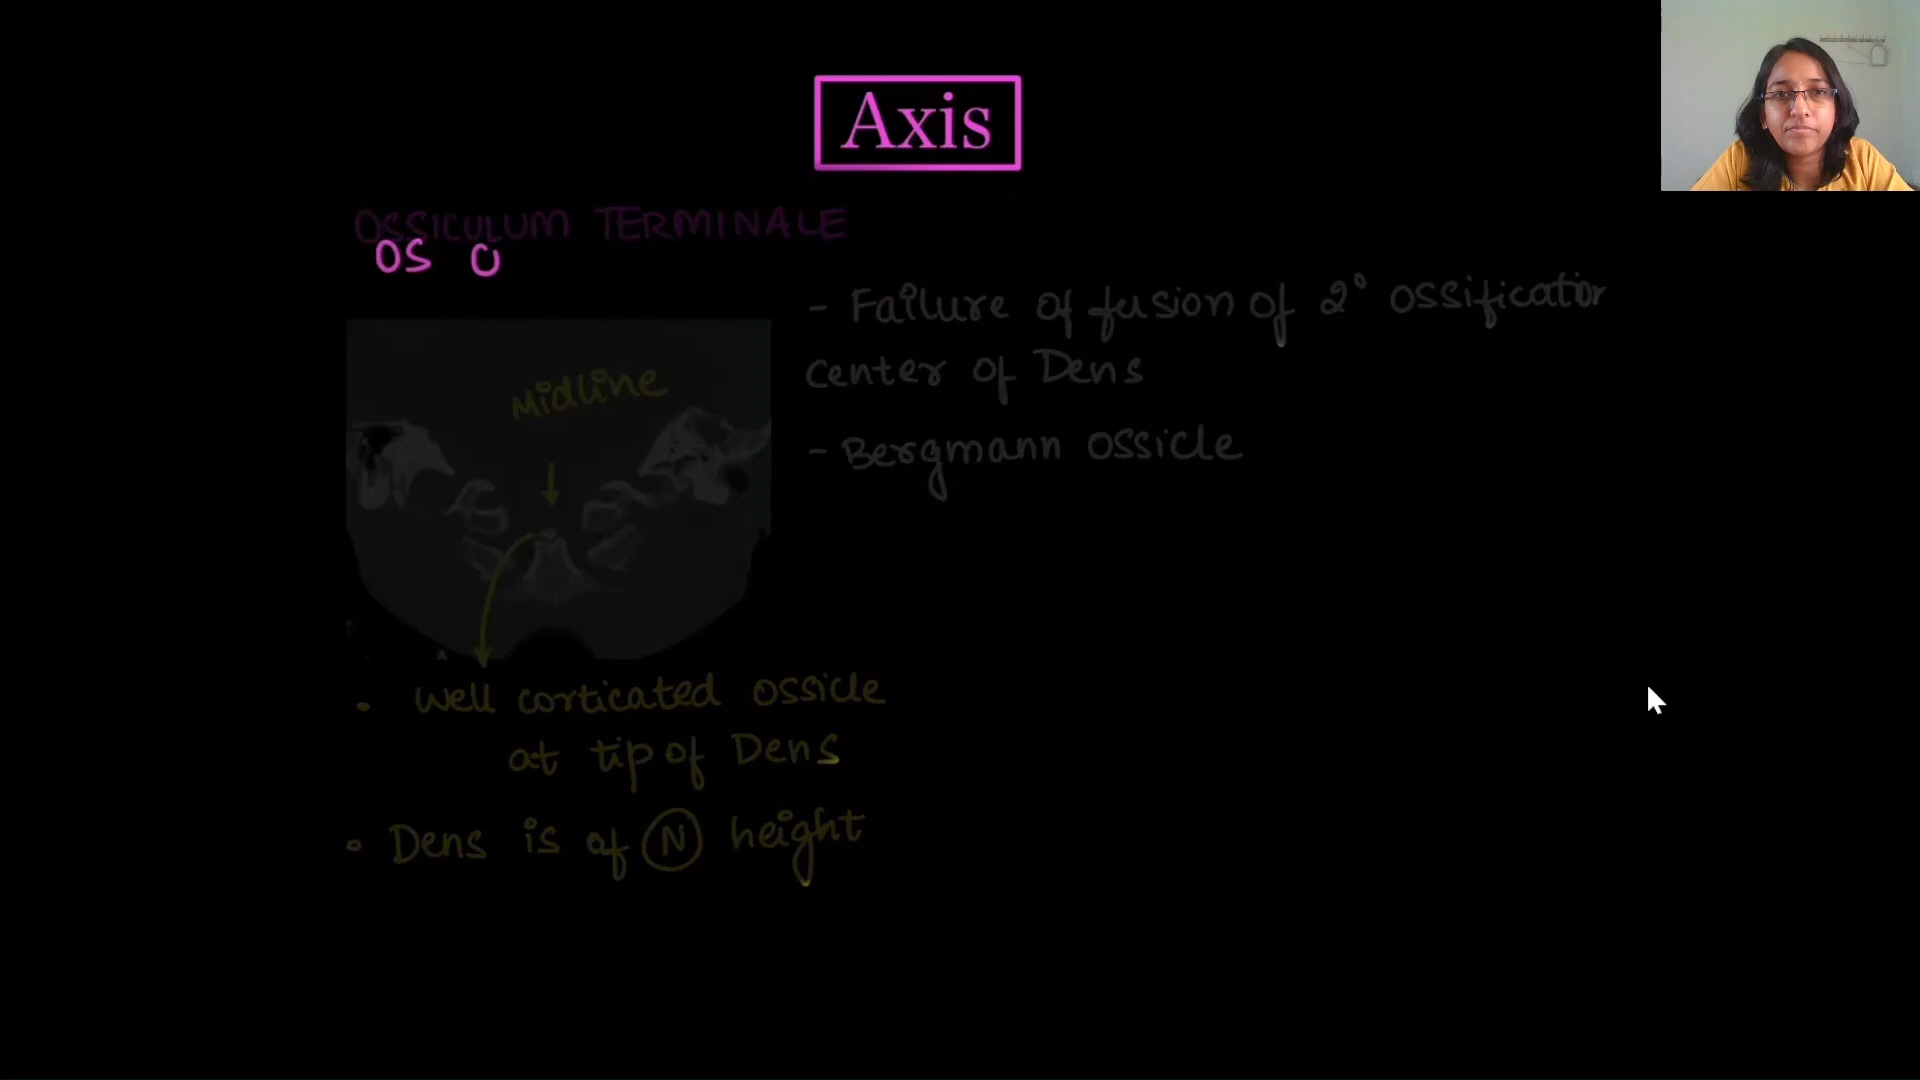 Axis
OSSICULUM TERMINALE
OS O
- Failure of fusion of 2° ossification
center of Dens
- Bergmann ossicle
Midline
• Well corticated ossicle
at tip of Dens
• Dens is of N height